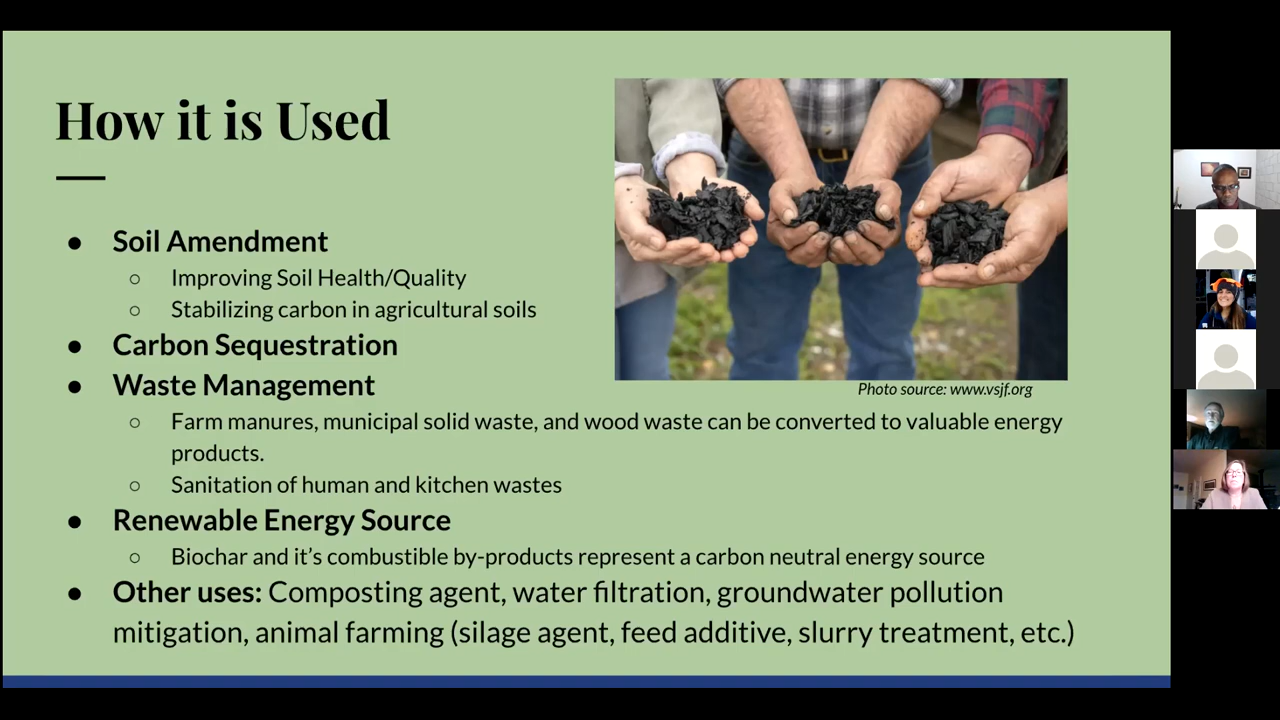 How it is Used
● Soil Amendment
○ Improving Soil Health/Quality
○ Stabilizing carbon in agricultural soils
● Carbon Sequestration
● Waste Management
Photo source: www.vsjf.org
○ Farm manures, municipal solid waste, and wood waste can be converted to valuable energy
products.
○ Sanitation of human and kitchen wastes
● Renewable Energy Source
○ Biochar and it's combustible by-products represent a carbon neutral energy source
● Other uses: Composting agent, water filtration, groundwater pollution
mitigation, animal farming (silage agent, feed additive, slurry treatment, etc.)